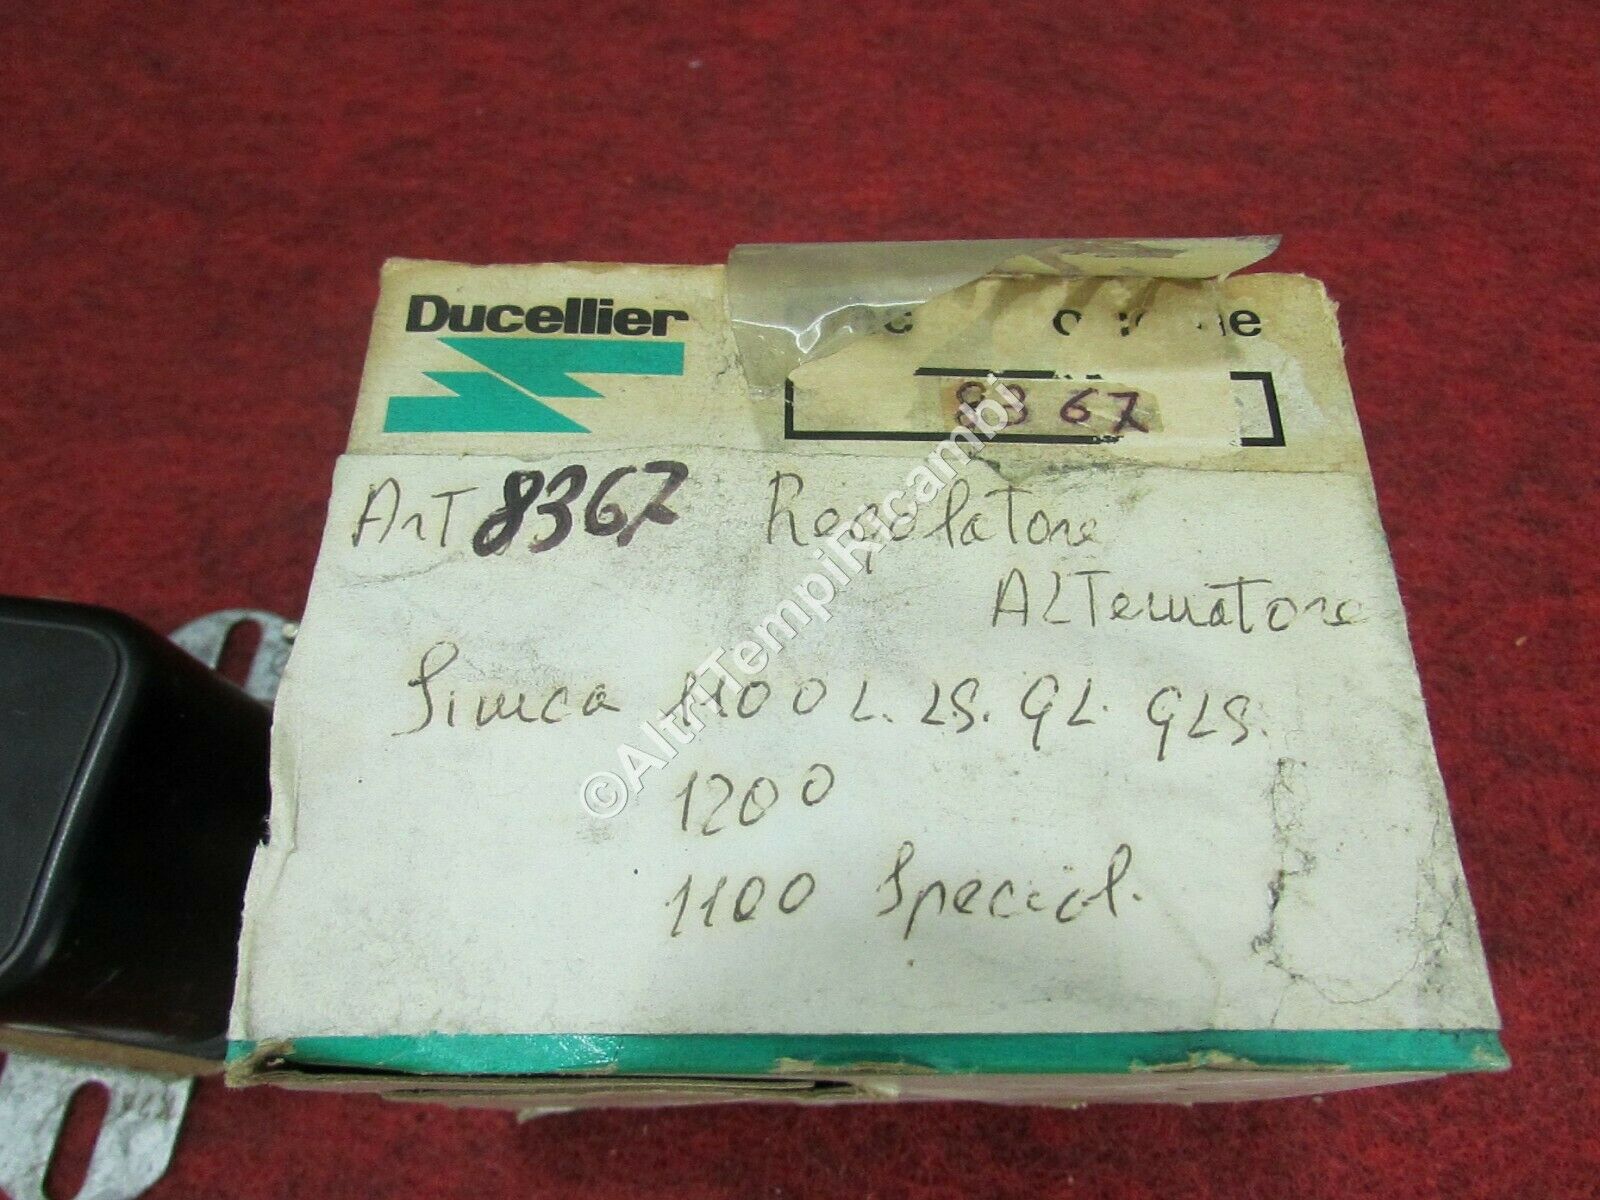 Ducellier
8367
Art 8367 Regolatore
Alternatore
Simca 1100 L. LS. GL. GLS.
1200
1100 Special.
©AltriTempiRicambi